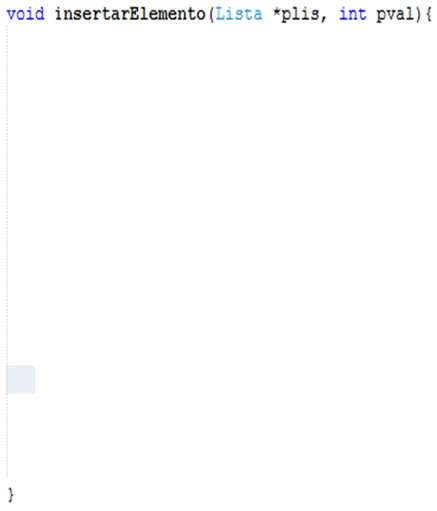 void insertarElemento(Lista *plis, int pval){
}